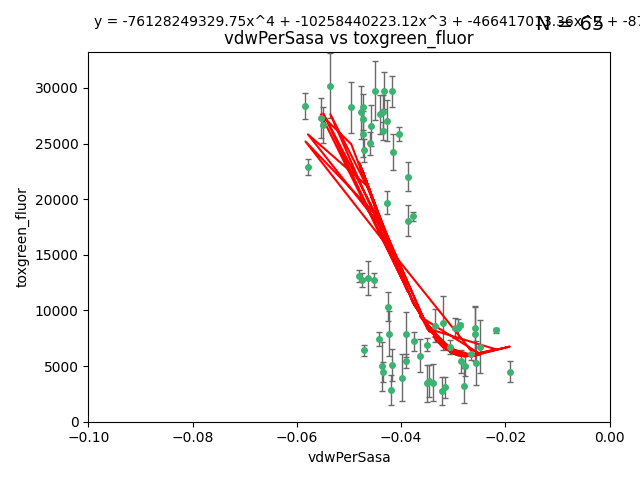 y = -76128249329.75x^4 + -10258440223.12x^3 + -466417013.36x^2 + -87
N = 65
vdwPerSasa vs toxgreen_fluor
30000
25000
20000
15000
10000
5000
0
toxgreen_fluor
−0.10 −0.08 −0.06 −0.04 −0.02 0.00
vdwPerSasa